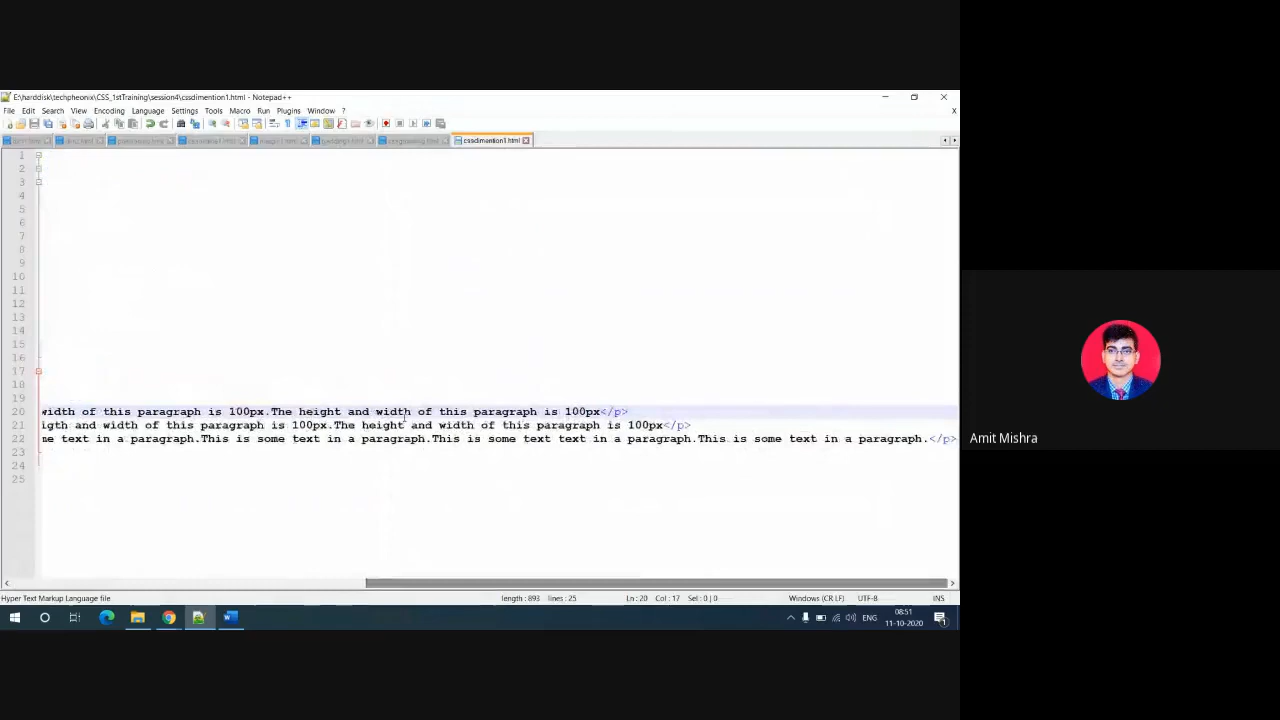 E:\harddisk\techpheonix\CSS_1stTraining\session4\cssdimention1.html - Notepad++
File Edit Search View Encoding Language Settings Tools Macro Run Plugins Window ? X
cssdimention1.html
1
2
3
4
5
6
7
8
9
10
11
12
13
14
15
16
17
18
19
20 width of this paragraph is 100px.The height and width of this paragraph is 100px</p>
21 igth and width of this paragraph is 100px.The height and width of this paragraph is 100px</p>
22 me text in a paragraph.This is some text in a paragraph.This is some text text in a paragraph.This is some text in a paragraph.</p>
23
24
25
Hyper Text Markup Language file length : 893 lines : 25 Ln : 20 Col : 17 Sel : 0 | 0 Windows (CR LF) UTF-8 INS
ENG 08:51
11-10-2020
Amit Mishra